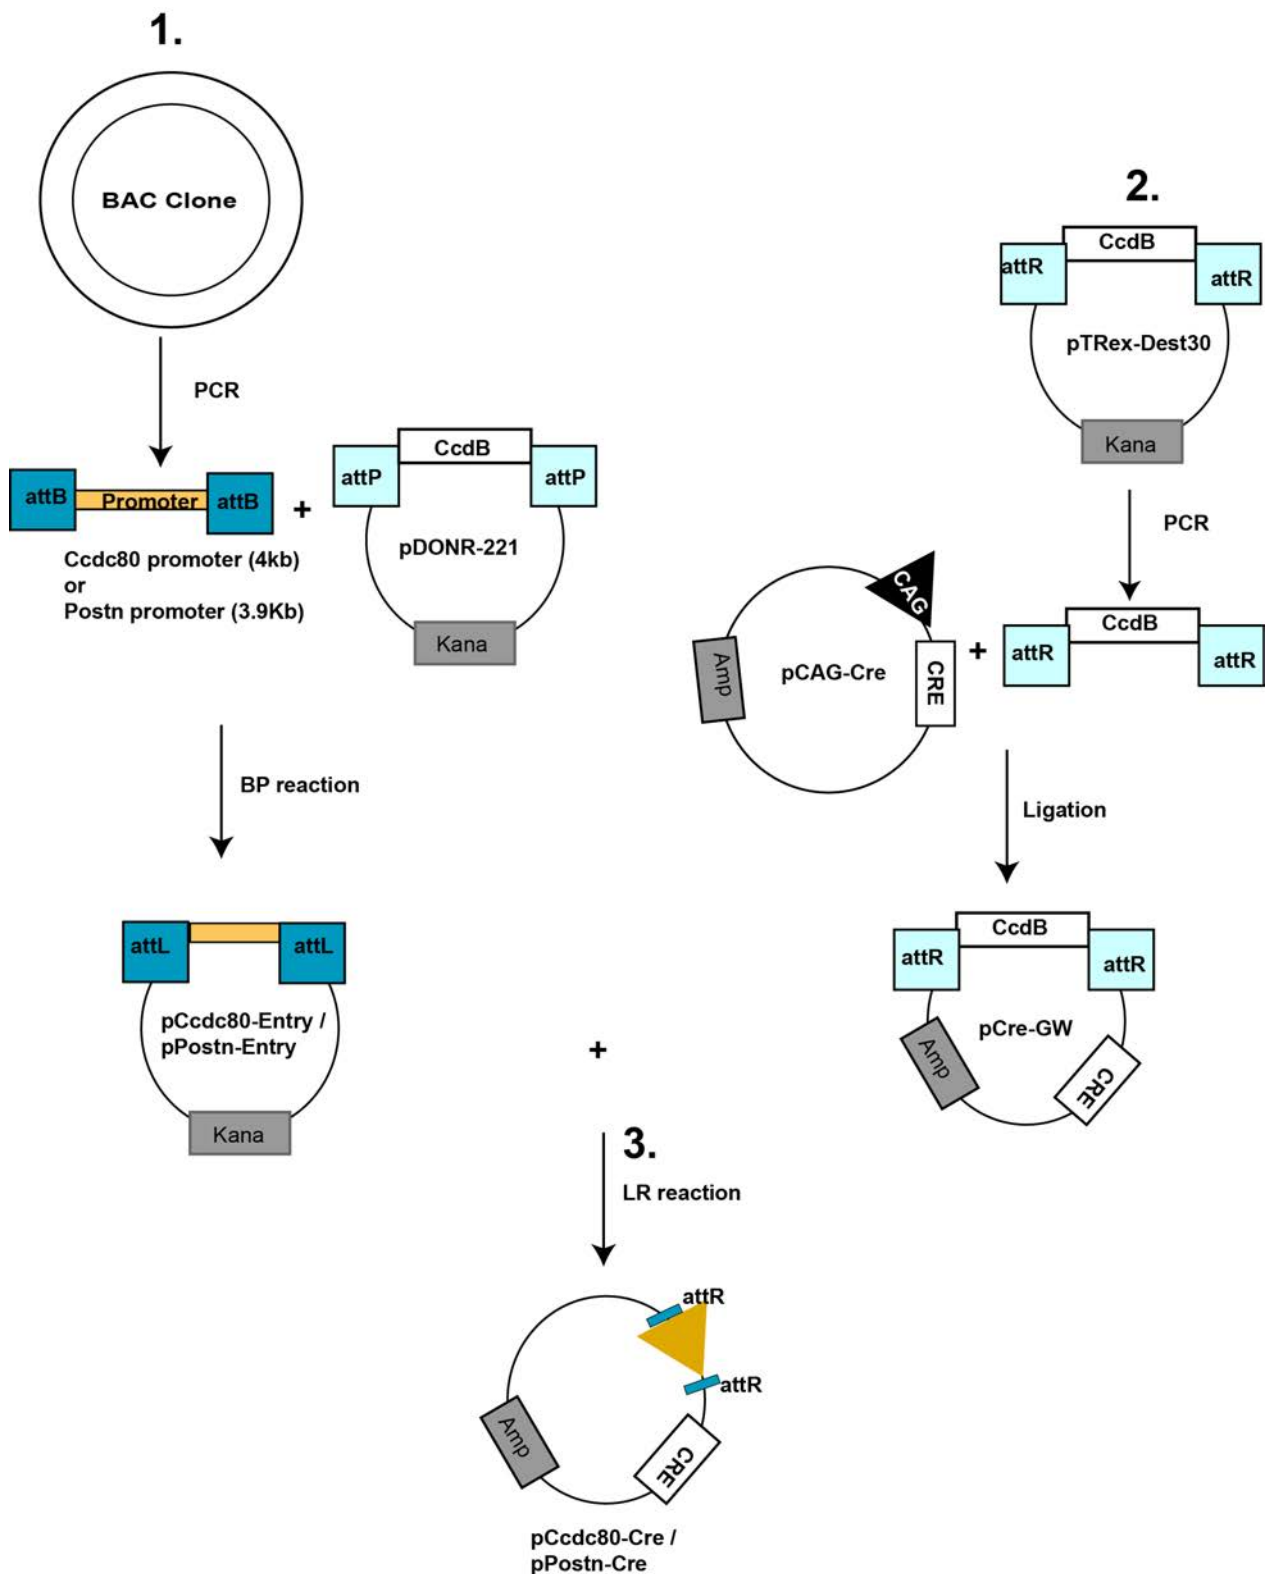 1.
BAC Clone
PCR
attB
Promoter
attB
+
Ccdc80 promoter (4kb)
or
Postn promoter (3.9Kb)
CcdB
attP
attP
pDONR-221
Kana
BP reaction
attL
attL
pCcdc80-Entry /
pPostn-Entry
Kana
2.
CcdB
attR
attR
pTRex-Dest30
Kana
PCR
CAG
Amp
pCAG-Cre
CRE
+
CcdB
attR
attR
Ligation
CcdB
attR
attR
pCre-GW
Amp
CRE
+
3.
LR reaction
attR
attR
Amp
CRE
pCcdc80-Cre /
pPostn-Cre